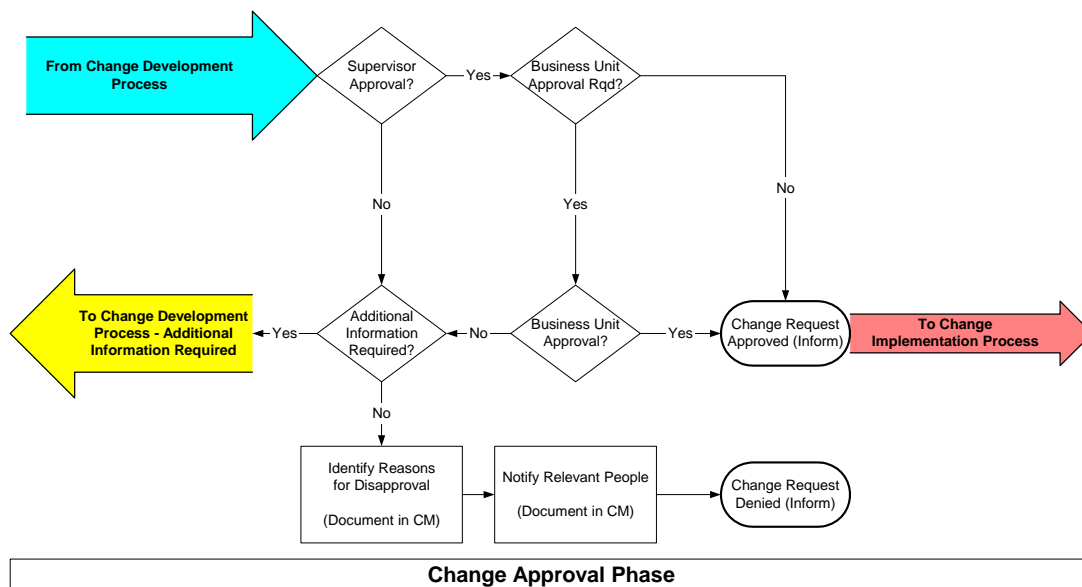 From Change Development
Process
Supervisor
Approval?
Yes
Business Unit
Approval Rqd?
No
Yes
No
To Change Development
Process - Additional
Information Required
Yes
Additional
Information
Required?
No
Business Unit
Approval?
Yes
Change Request
Approved (Inform)
To Change
Implementation Process
No
Identify Reasons
for Disapproval
(Document in CM)
Notify Relevant People
(Document in CM)
Change Request
Denied (Inform)
Change Approval Phase